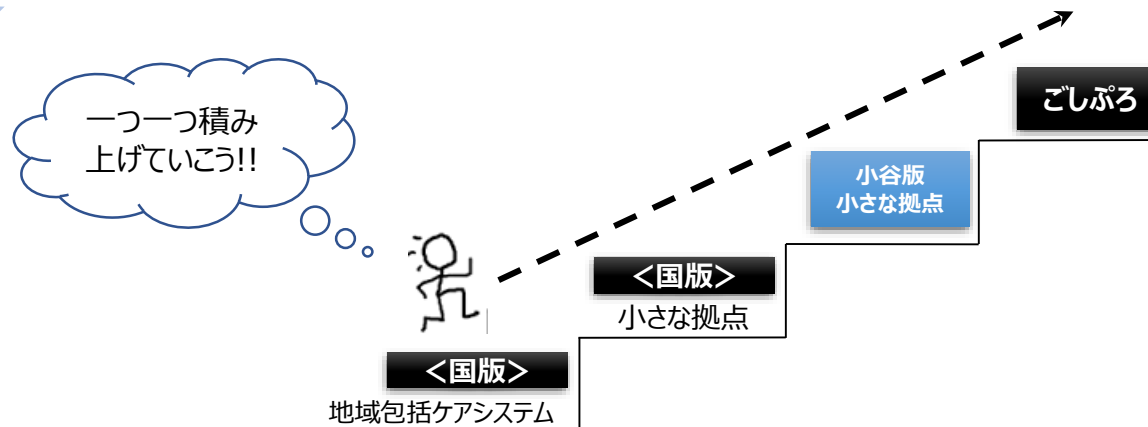 一つ一つ積み
上げていこう!!
ごしぷろ
小谷版
小さな拠点
＜国版＞
小さな拠点
＜国版＞
地域包括ケアシステム